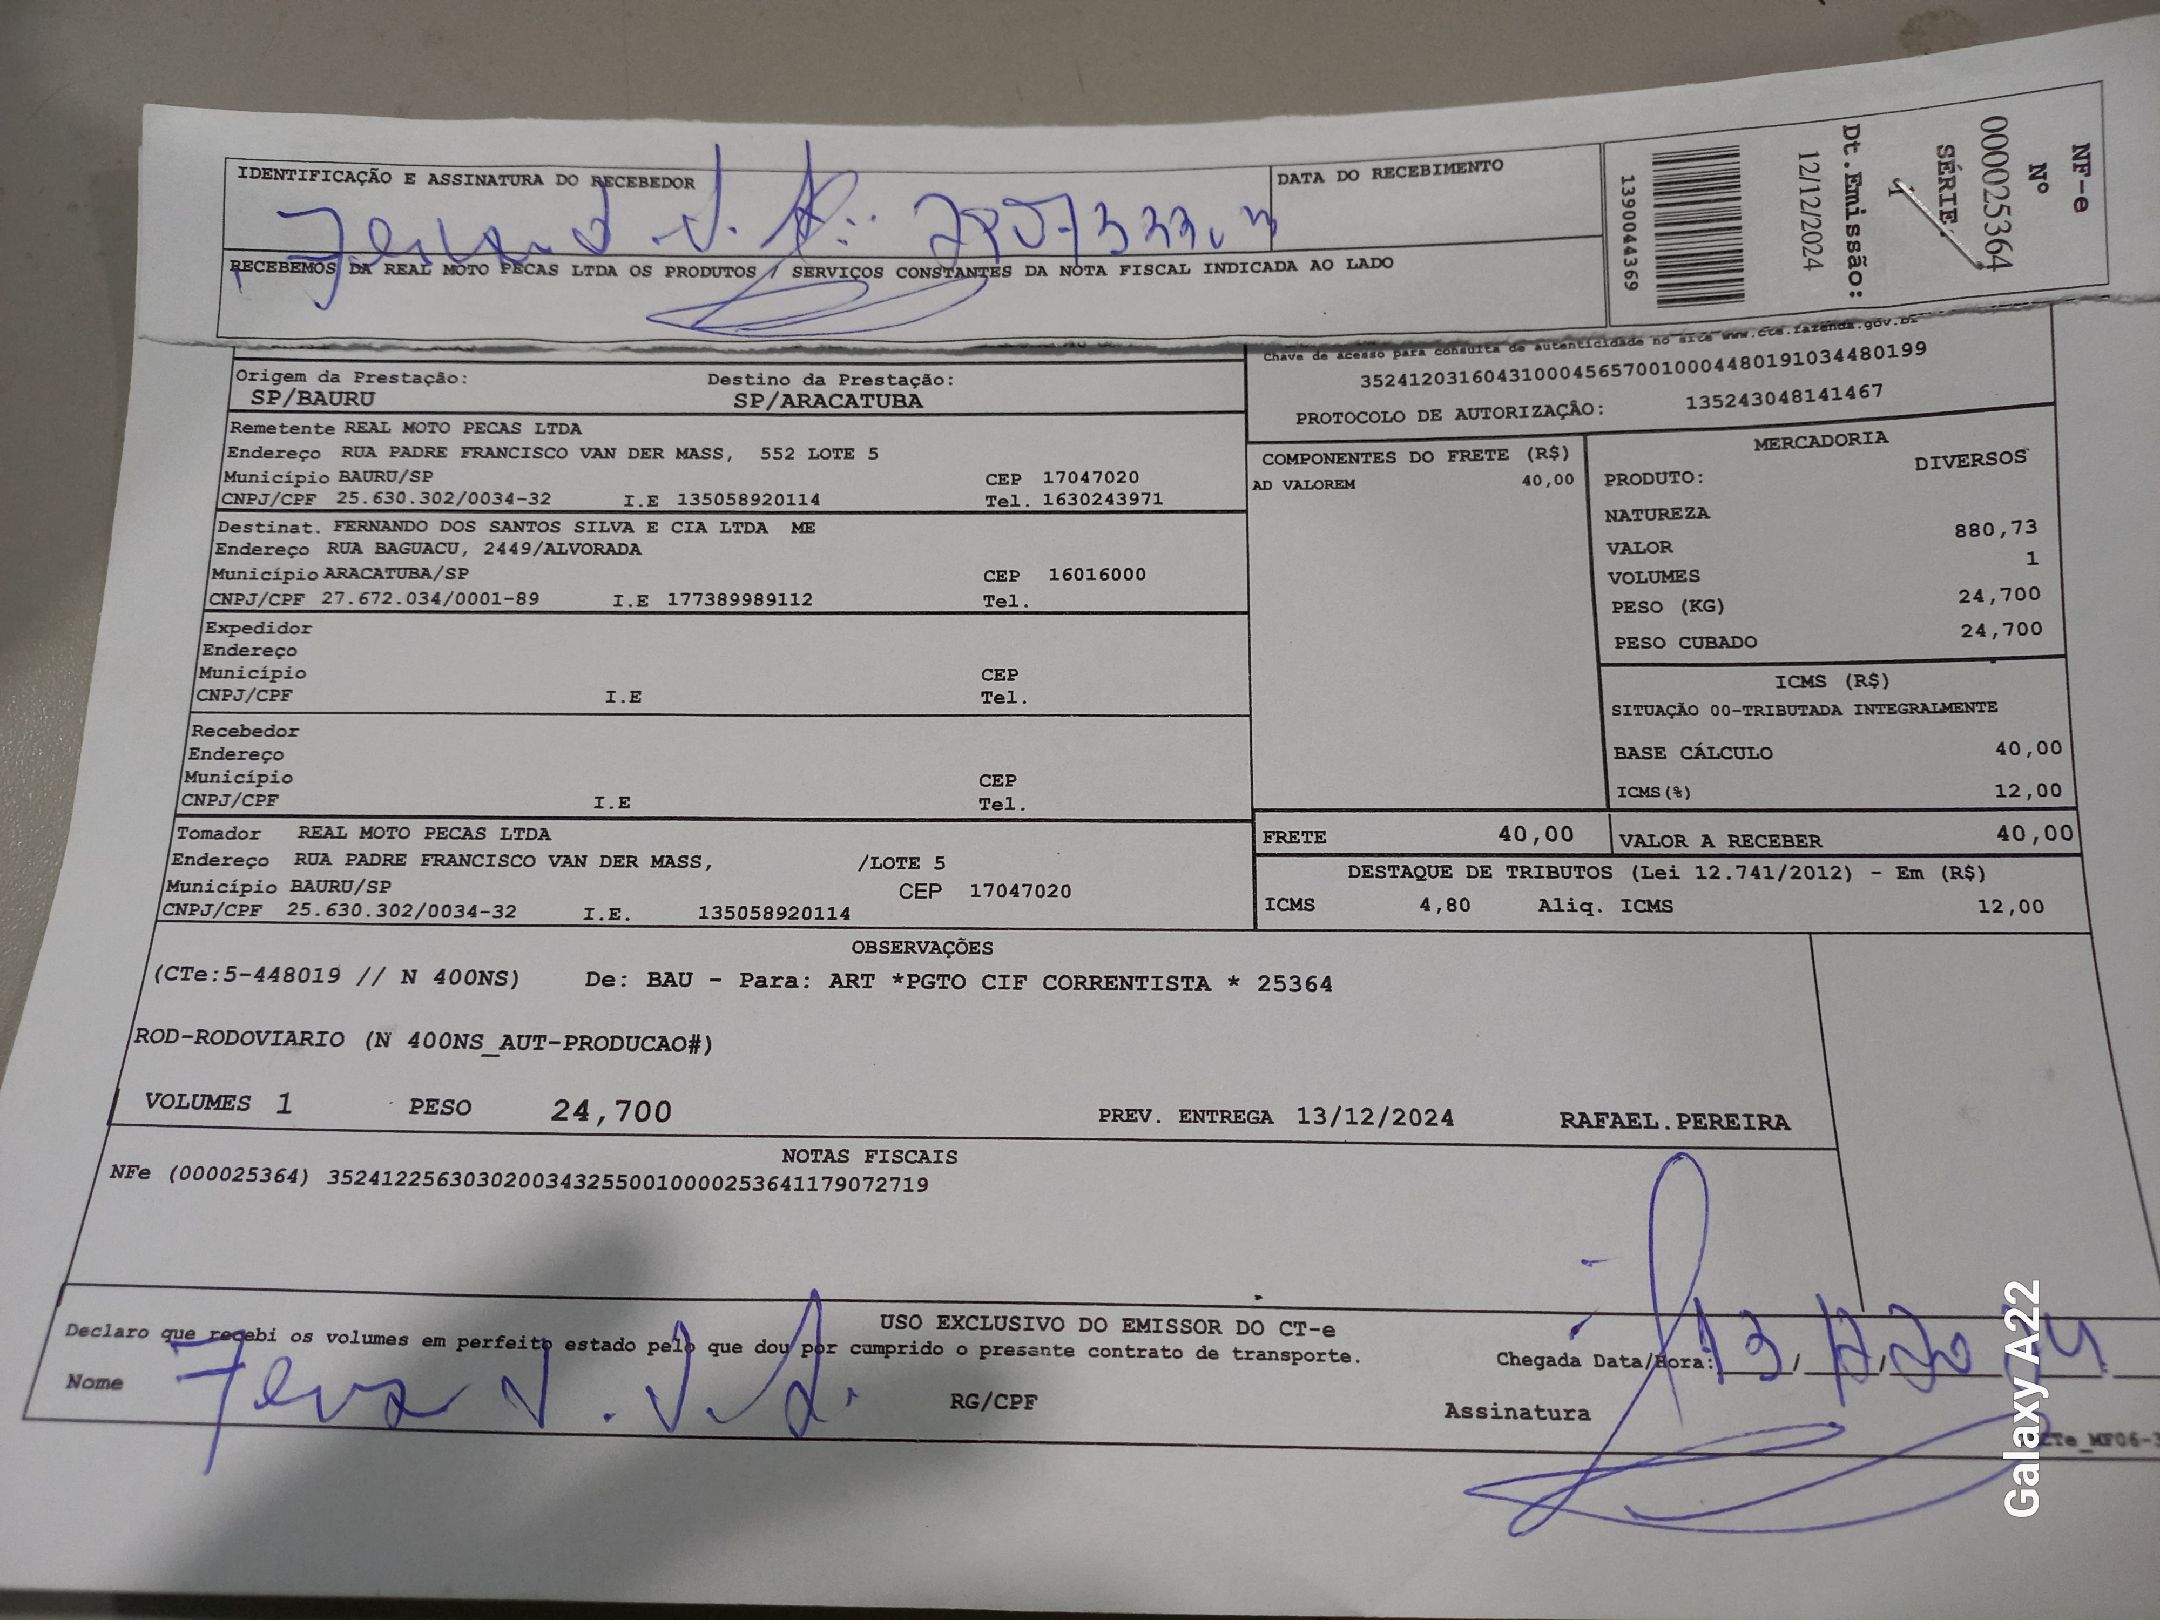 IDENTIFICAÇÃO E ASSINATURA DO RECEBEDOR
DATA DO RECEBIMENTO
RECEBEMOS DA REAL MOTO PECAS LTDA OS PRODUTOS / SERVIÇOS CONSTANTES DA NOTA FISCAL INDICADA AO LADO
1390044369
NF-e
Nº
000025364
SÉRIE:
1
Dt.Emissão:
12/12/2024
Chave de acesso para consulta de autenticidade no site www.cte.fazenda.gov.br
35241203160431000456570010004480191034480199
PROTOCOLO DE AUTORIZAÇÃO: 135243048141467
Origem da Prestação: Destino da Prestação:
SP/BAURU SP/ARACATUBA
Remetente REAL MOTO PECAS LTDA
Endereço RUA PADRE FRANCISCO VAN DER MASS, 552 LOTE 5
Município BAURU/SP CEP 17047020
CNPJ/CPF 25.630.302/0034-32 I.E 135058920114 Tel. 1630243971
Destinat. FERNANDO DOS SANTOS SILVA E CIA LTDA ME
Endereço RUA BAGUACU, 2449/ALVORADA
Município ARACATUBA/SP CEP 16016000
CNPJ/CPF 27.672.034/0001-89 I.E 177389989112 Tel.
Expedidor
Endereço
Município CEP
CNPJ/CPF I.E Tel.
Recebedor
Endereço
Município CEP
CNPJ/CPF I.E Tel.
Tomador REAL MOTO PECAS LTDA
Endereço RUA PADRE FRANCISCO VAN DER MASS, /LOTE 5
Município BAURU/SP CEP 17047020
CNPJ/CPF 25.630.302/0034-32 I.E. 135058920114
COMPONENTES DO FRETE (R$)
AD VALOREM 40,00
MERCADORIA
PRODUTO: DIVERSOS
NATUREZA
VALOR 880,73
VOLUMES 1
PESO (KG) 24,700
PESO CUBADO 24,700
ICMS (R$)
SITUAÇÃO 00-TRIBUTADA INTEGRALMENTE
BASE CÁLCULO 40,00
ICMS(%) 12,00
FRETE 40,00 VALOR A RECEBER 40,00
DESTAQUE DE TRIBUTOS (Lei 12.741/2012) - Em (R$)
ICMS 4,80 Aliq. ICMS 12,00
OBSERVAÇÕES
(CTe:5-448019 // N 400NS) De: BAU - Para: ART *PGTO CIF CORRENTISTA * 25364
ROD-RODOVIARIO (N 400NS_AUT-PRODUCAO#)
VOLUMES 1 PESO 24,700 PREV. ENTREGA 13/12/2024 RAFAEL.PEREIRA
NOTAS FISCAIS
NFe (000025364) 35241225630302003432550010000253641179072719
USO EXCLUSIVO DO EMISSOR DO CT-e
Declaro que recebi os volumes em perfeito estado pelo que dou por cumprido o presante contrato de transporte.
Chegada Data/Hora: 13/12/2024
Nome RG/CPF Assinatura
CTe_MF06-3
Galaxy A22